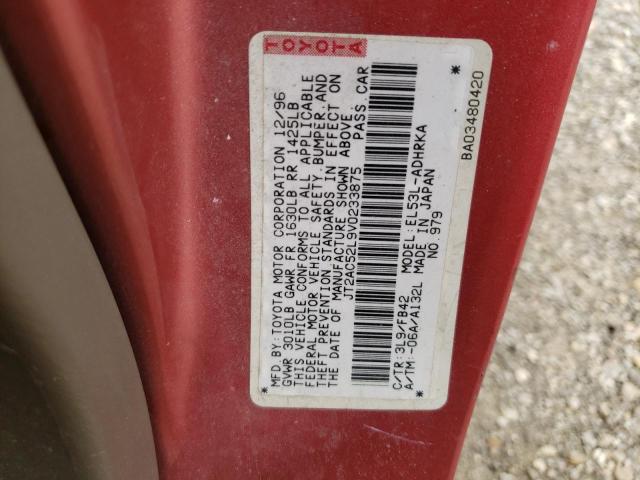 TOYOTA
MFD.BY:TOYOTA MOTOR CORPORATION 12/96
GVWR 3010LB GAWR FR 1630LB RR 1425LB
THIS VEHICLE CONFORMS TO ALL APPLICABLE
FEDERAL MOTOR VEHICLE SAFETY.BUMPER.AND
THEFT PREVENTION STANDARDS IN EFFECT ON
THE DATE OF MANUFACTURE SHOWN ABOVE.
JT2AC52L9V0233875 PASS. CAR
* *
C/TR:3L9/FB42 MODEL:EL53L-ADHRKA
A/TM:-06A/A132L MADE IN JAPAN
NO.979
BA03480420